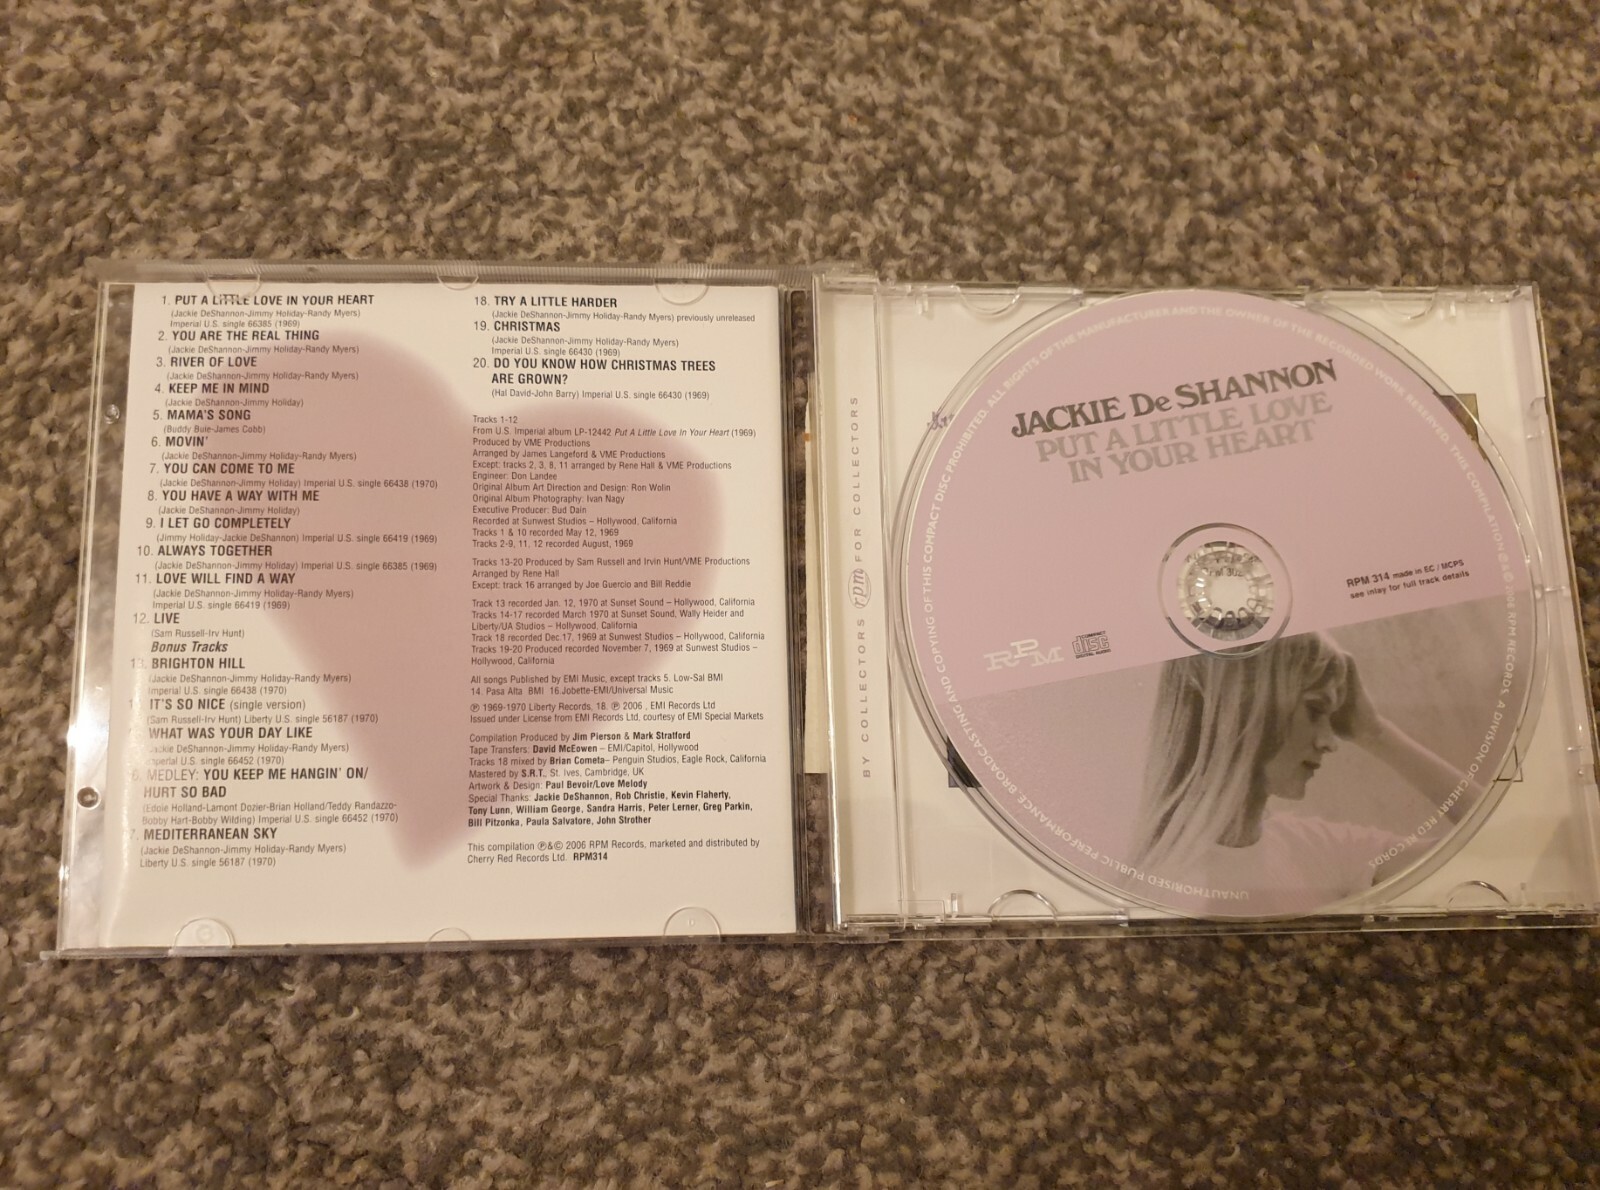 1. PUT A LITTLE LOVE IN YOUR HEART
(Jackie DeShannon-Jimmy Holiday-Randy Myers)
Imperial U.S. single 66385 (1969)
2. YOU ARE THE REAL THING
(Jackie DeShannon-Jimmy Holiday-Randy Myers)
3. RIVER OF LOVE
(Jackie DeShannon-Jimmy Holiday-Randy Myers)
4. KEEP ME IN MIND
(Jackie DeShannon-Jimmy Holiday)
5. MAMA'S SONG
(Buddy Buie-James Cobb)
6. MOVIN'
(Jackie DeShannon-Jimmy Holiday-Randy Myers)
7. YOU CAN COME TO ME
(Jackie DeShannon-Jimmy Holiday-Randy Myers) Imperial U.S. single 66438 (1970)
8. YOU HAVE A WAY WITH ME
(Jackie DeShannon-Jimmy Holiday)
9. I LET GO COMPLETELY
(Jimmy Holiday-Jackie DeShannon) Imperial U.S. single 66419 (1969)
10. ALWAYS TOGETHER
(Jackie DeShannon-Jimmy Holiday) Imperial U.S. single 66385 (1969)
11. LOVE WILL FIND A WAY
(Jackie DeShannon-Jimmy Holiday-Randy Myers)
Imperial U.S. single 66419 (1969)
12. LIVE
(Sam Russell-Irv Hunt)
Bonus Tracks
13. BRIGHTON HILL
(Jackie DeShannon-Jimmy Holiday-Randy Myers)
Imperial U.S. single 66438 (1970)
IT'S SO NICE (single version)
(Sam Russell-Irv Hunt) Liberty U.S. single 56187 (1970)
WHAT WAS YOUR DAY LIKE
Jackie DeShannon-Jimmy Holiday-Randy Myers)
Imperial U.S. single 66452 (1970)
6. MEDLEY: YOU KEEP ME HANGIN' ON/
HURT SO BAD
(Eddie Holland-Lamont Dozier-Brian Holland/Teddy Randazzo-
Bobby Hart-Bobby Wilding) Imperial U.S. single 66452 (1970)
7. MEDITERRANEAN SKY
(Jackie DeShannon-Jimmy Holiday-Randy Myers)
Liberty U.S. single 56187 (1970)
18. TRY A LITTLE HARDER
(Jackie DeShannon-Jimmy Holiday-Randy Myers) previously unreleased
19. CHRISTMAS
(Jackie DeShannon-Jimmy Holiday-Randy Myers)
Imperial U.S. single 66430 (1969)
20. DO YOU KNOW HOW CHRISTMAS TREES
ARE GROWN?
(Hal David-John Barry) Imperial U.S. single 66430 (1969)
Tracks 1-12
From U.S. Imperial album LP-12442 Put A Little Love In Your Heart (1969)
Produced by VME Productions
Arranged by James Langeford & VME Productions
Except: tracks 2, 3, 8, 11 arranged by Rene Hall & VME Productions
Engineer: Don Landee
Original Album Art Direction and Design: Ron Wolin
Original Album Photography: Ivan Nagy
Executive Producer: Bud Dain
Recorded at Sunwest Studios – Hollywood, California
Tracks 1 & 10 recorded May 12, 1969
Tracks 2-9, 11, 12 recorded August, 1969
Tracks 13-20 Produced by Sam Russell and Irvin Hunt/VME Productions
Arranged by Rene Hall
Except: track 16 arranged by Joe Guercio and Bill Reddie
Track 13 recorded Jan. 12, 1970 at Sunset Sound – Hollywood, California
Tracks 14-17 recorded March 1970 at Sunset Sound, Wally Heider and
Liberty/UA Studios – Hollywood, California
Track 18 recorded Dec.17, 1969 at Sunwest Studios – Hollywood, California
Tracks 19-20 Produced recorded November 7, 1969 at Sunwest Studios –
Hollywood, California
All songs Published by EMI Music, except tracks 5. Low-Sal BMI
14. Pasa Alta BMI 16.Jobette-EMI/Universal Music
℗ 1969-1970 Liberty Records, 18. ℗ 2006 , EMI Records Ltd
Issued under License from EMI Records Ltd, courtesy of EMI Special Markets
Compilation Produced by Jim Pierson & Mark Stratford
Tape Transfers: David McEowen – EMI/Capitol, Hollywood
Tracks 18 mixed by Brian Cometa– Penguin Studios, Eagle Rock, California
Mastered by S.R.T., St. Ives, Cambridge, UK
Artwork & Design: Paul Bevoir/Love Melody
Special Thanks: Jackie DeShannon, Rob Christie, Kevin Flaherty,
Tony Lunn, William George, Sandra Harris, Peter Lerner, Greg Parkin,
Bill Pitzonka, Paula Salvatore, John Strother
This compilation ℗&© 2006 RPM Records, marketed and distributed by
Cherry Red Records Ltd. RPM314
BY COLLECTORS rpm FOR COLLECTORS
JACKIE De SHANNON
PUT A LITTLE LOVE
IN YOUR HEART
RPM 314 made in EC / MCPS
see inlay for full track details
RPM
COMPACT disc DIGITAL AUDIO
ALL RIGHTS OF THE MANUFACTURER AND THE OWNER OF THE RECORDED WORK RESERVED. THIS COMPILATION ℗ & © 2006 RPM RECORDS. A DIVISION OF CHERRY RED RECORDS
UNAUTHORISED PUBLIC PERFORMANCE BROADCASTING AND COPYING OF THIS COMPACT DISC PROHIBITED.